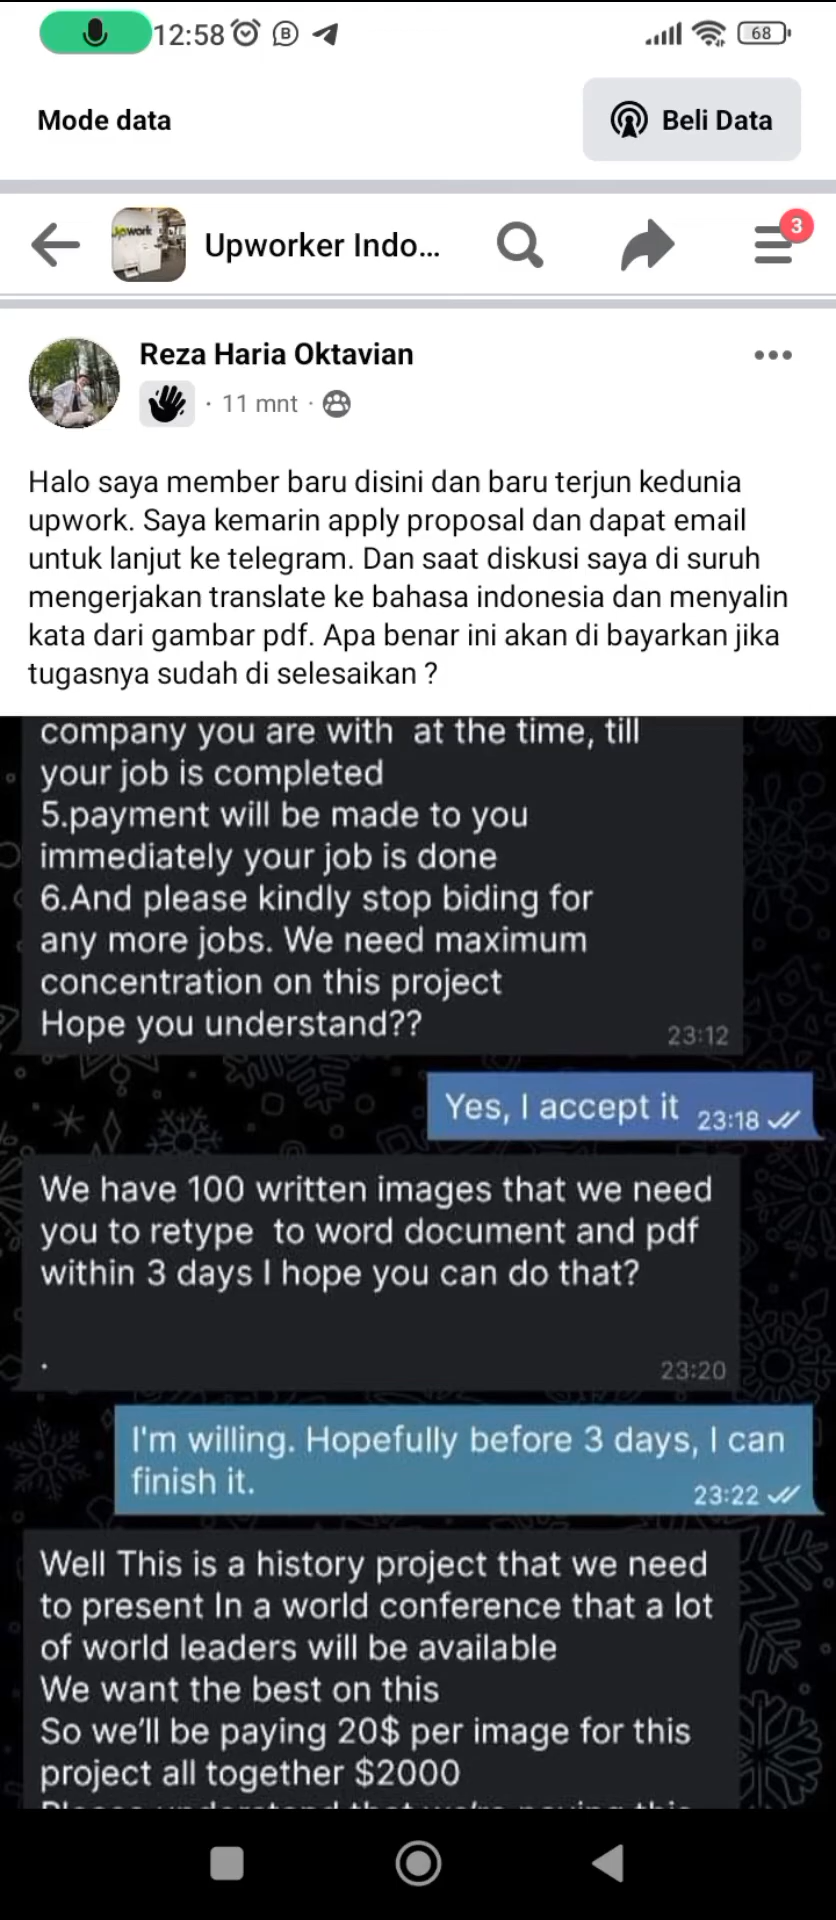 12:58
68
Mode data
Beli Data
Upwork
Upworker Indo...
3
Reza Haria Oktavian
· 11 mnt ·
Halo saya member baru disini dan baru terjun kedunia
upwork. Saya kemarin apply proposal dan dapat email
untuk lanjut ke telegram. Dan saat diskusi saya di suruh
mengerjakan translate ke bahasa indonesia dan menyalin
kata dari gambar pdf. Apa benar ini akan di bayarkan jika
tugasnya sudah di selesaikan ?
company you are with at the time, till
your job is completed
5.payment will be made to you
immediately your job is done
6.And please kindly stop biding for
any more jobs. We need maximum
concentration on this project
Hope you understand??
23:12
Yes, I accept it 23:18
We have 100 written images that we need
you to retype to word document and pdf
within 3 days I hope you can do that?
.
23:20
I'm willing. Hopefully before 3 days, I can
finish it.
23:22
Well This is a history project that we need
to present In a world conference that a lot
of world leaders will be available
We want the best on this
So we'll be paying 20$ per image for this
project all together $2000